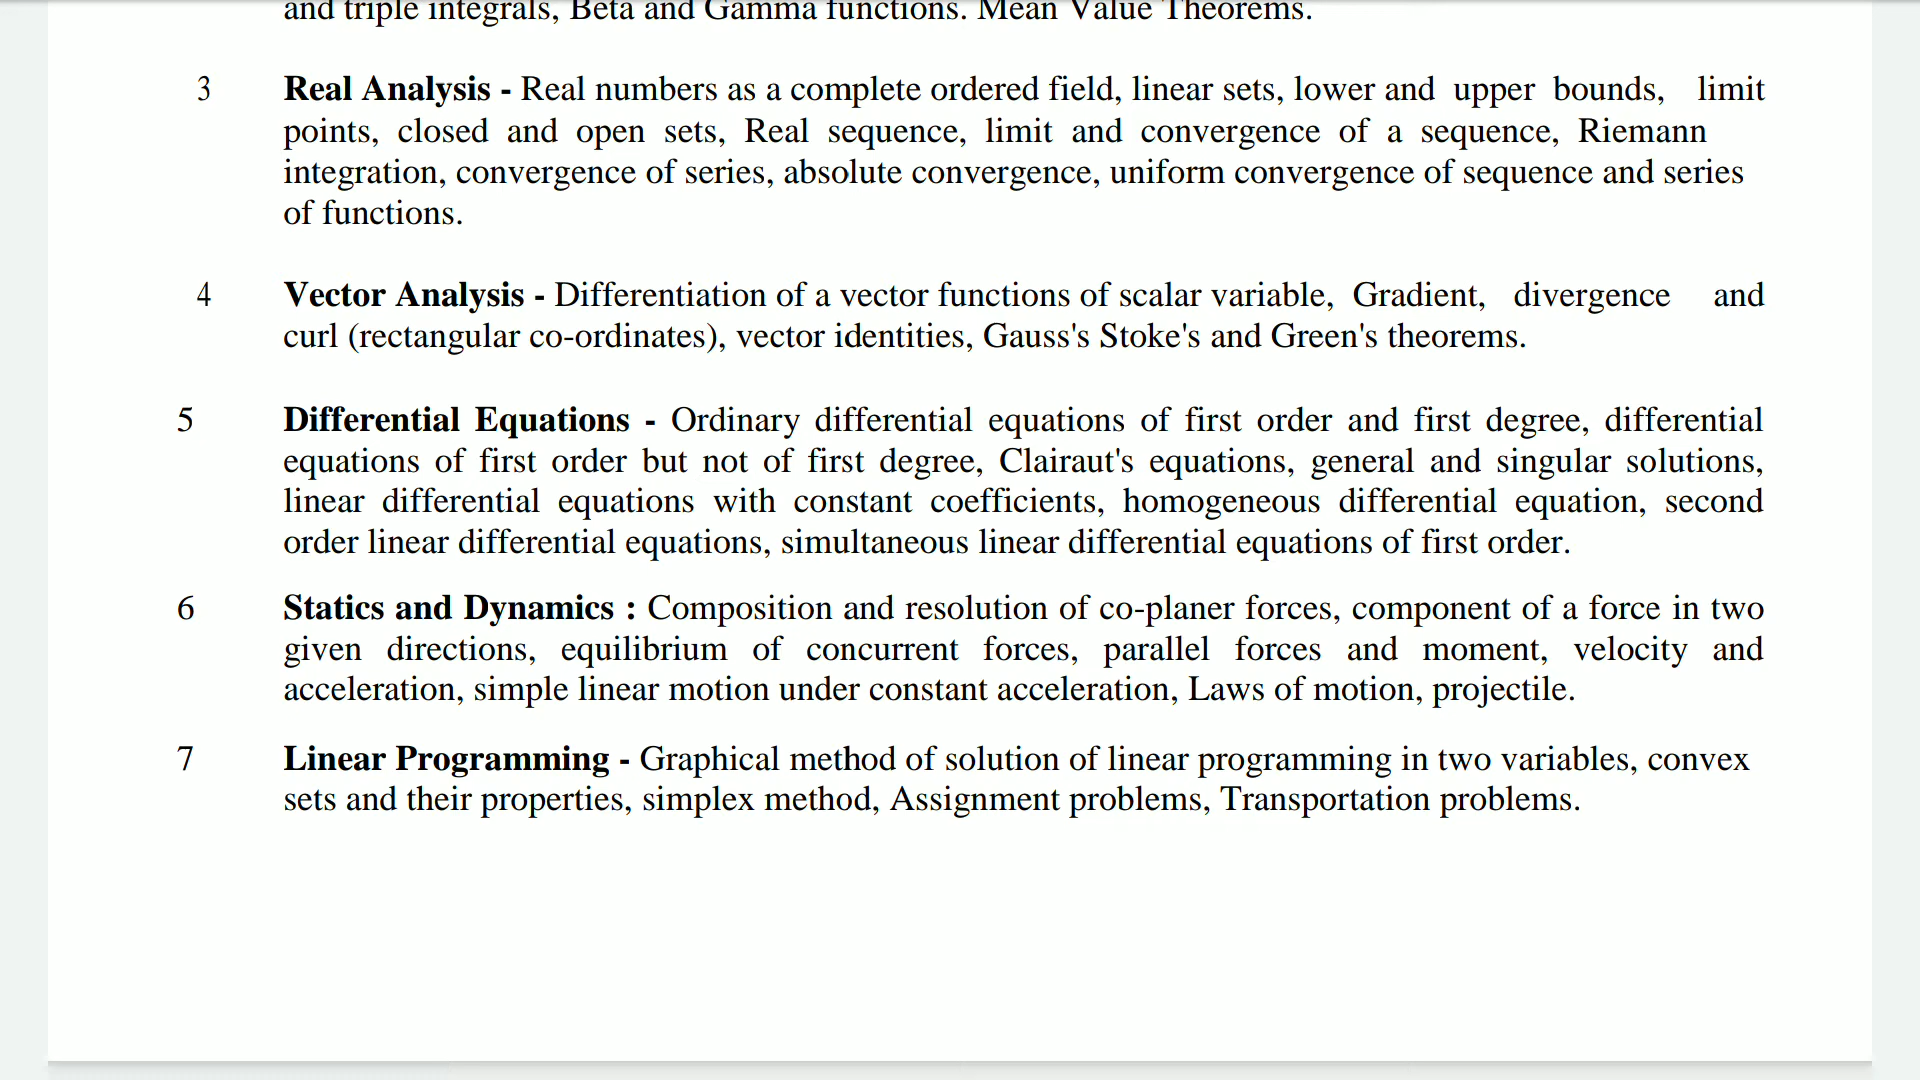 and triple integrals, Beta and Gamma functions. Mean Value Theorems.
3 Real Analysis - Real numbers as a complete ordered field, linear sets, lower and upper bounds, limit
points, closed and open sets, Real sequence, limit and convergence of a sequence, Riemann
integration, convergence of series, absolute convergence, uniform convergence of sequence and series
of functions.
4 Vector Analysis - Differentiation of a vector functions of scalar variable, Gradient, divergence and
curl (rectangular co-ordinates), vector identities, Gauss's Stoke's and Green's theorems.
5 Differential Equations - Ordinary differential equations of first order and first degree, differential
equations of first order but not of first degree, Clairaut's equations, general and singular solutions,
linear differential equations with constant coefficients, homogeneous differential equation, second
order linear differential equations, simultaneous linear differential equations of first order.
6 Statics and Dynamics : Composition and resolution of co-planer forces, component of a force in two
given directions, equilibrium of concurrent forces, parallel forces and moment, velocity and
acceleration, simple linear motion under constant acceleration, Laws of motion, projectile.
7 Linear Programming - Graphical method of solution of linear programming in two variables, convex
sets and their properties, simplex method, Assignment problems, Transportation problems.